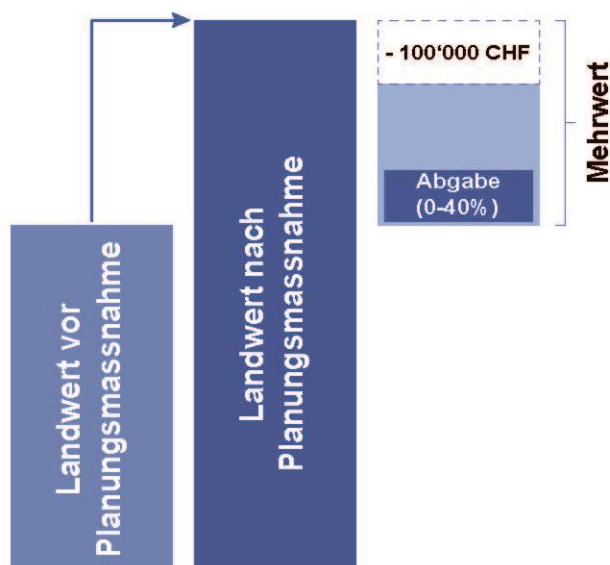 Landwert vor
Planungsmassnahme
Landwert nach
Planungsmassnahme
- 100‘000 CHF
Abgabe
(0-40%)
Mehrwert